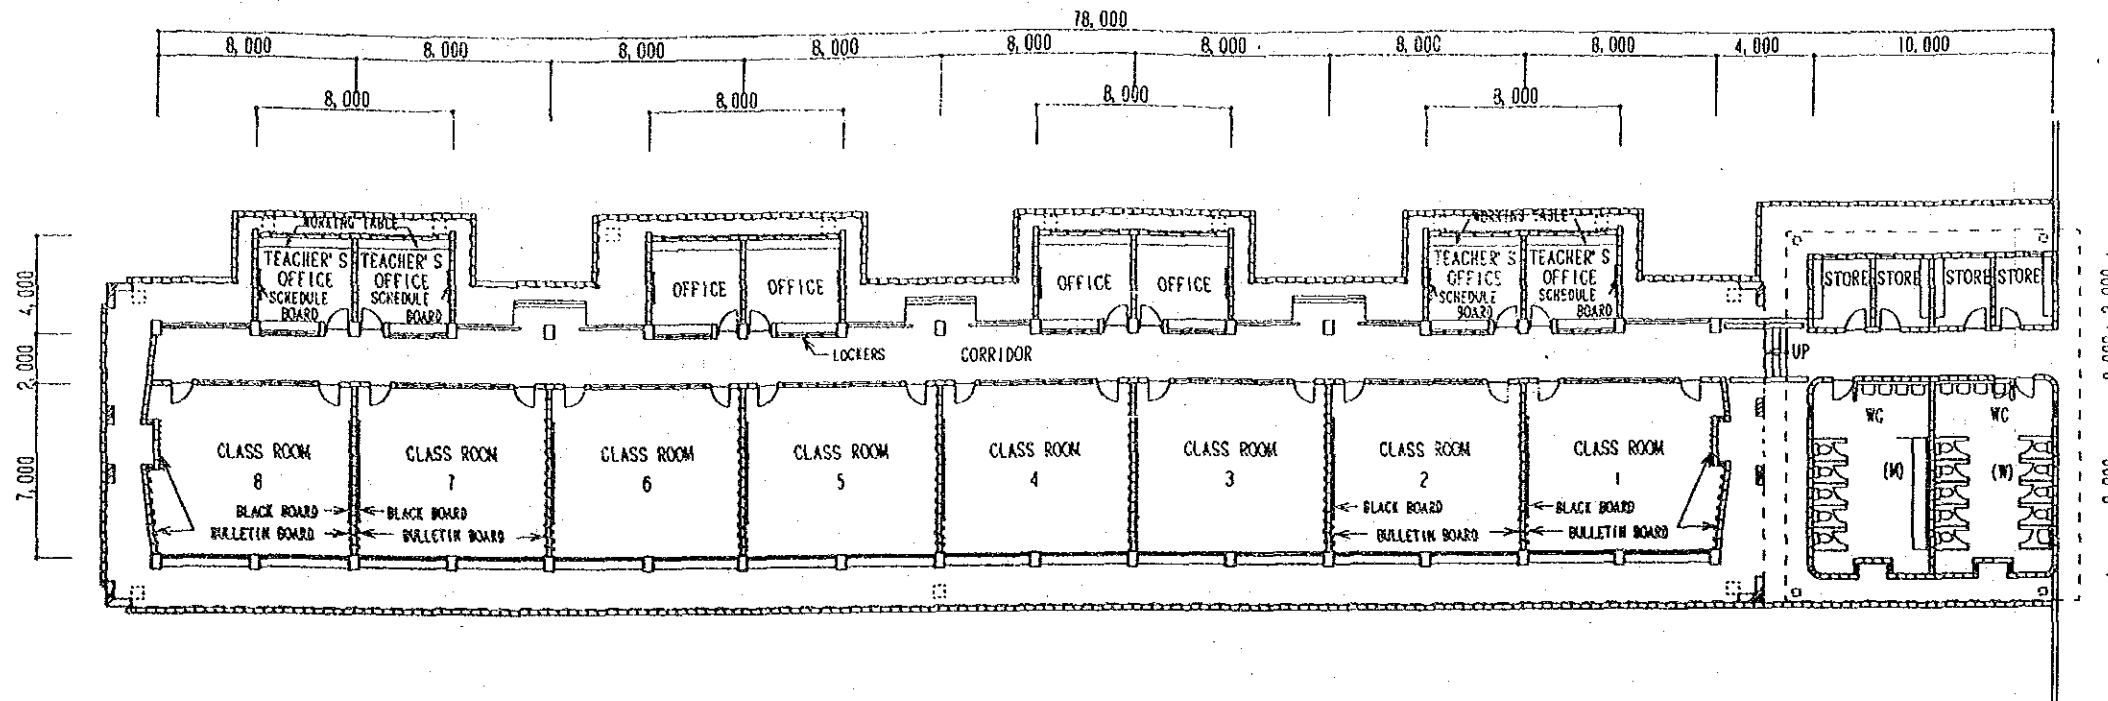 78,000
8,000 8,000 8,000 8,000 8,000 8,000 8,000 8,000 4,000 10,000
8,000 8,000 8,000 8,000
WORKING TABLE WORKING TABLE
TEACHER'S OFFICE SCHEDULE BOARD
TEACHER'S OFFICE SCHEDULE BOARD
OFFICE
OFFICE
OFFICE
OFFICE
TEACHER'S OFFICE SCHEDULE BOARD
TEACHER'S OFFICE SCHEDULE BOARD
STORE STORE STORE STORE
4,000
2,000
7,000
LOCKERS
CORRIDOR
UP
CLASS ROOM 8
CLASS ROOM 7
CLASS ROOM 6
CLASS ROOM 5
CLASS ROOM 4
CLASS ROOM 3
CLASS ROOM 2
CLASS ROOM 1
WC (M)
WC (W)
BLACK BOARD BLACK BOARD BLACK BOARD BLACK BOARD
BULLETIN BOARD BULLETIN BOARD BULLETIN BOARD BULLETIN BOARD